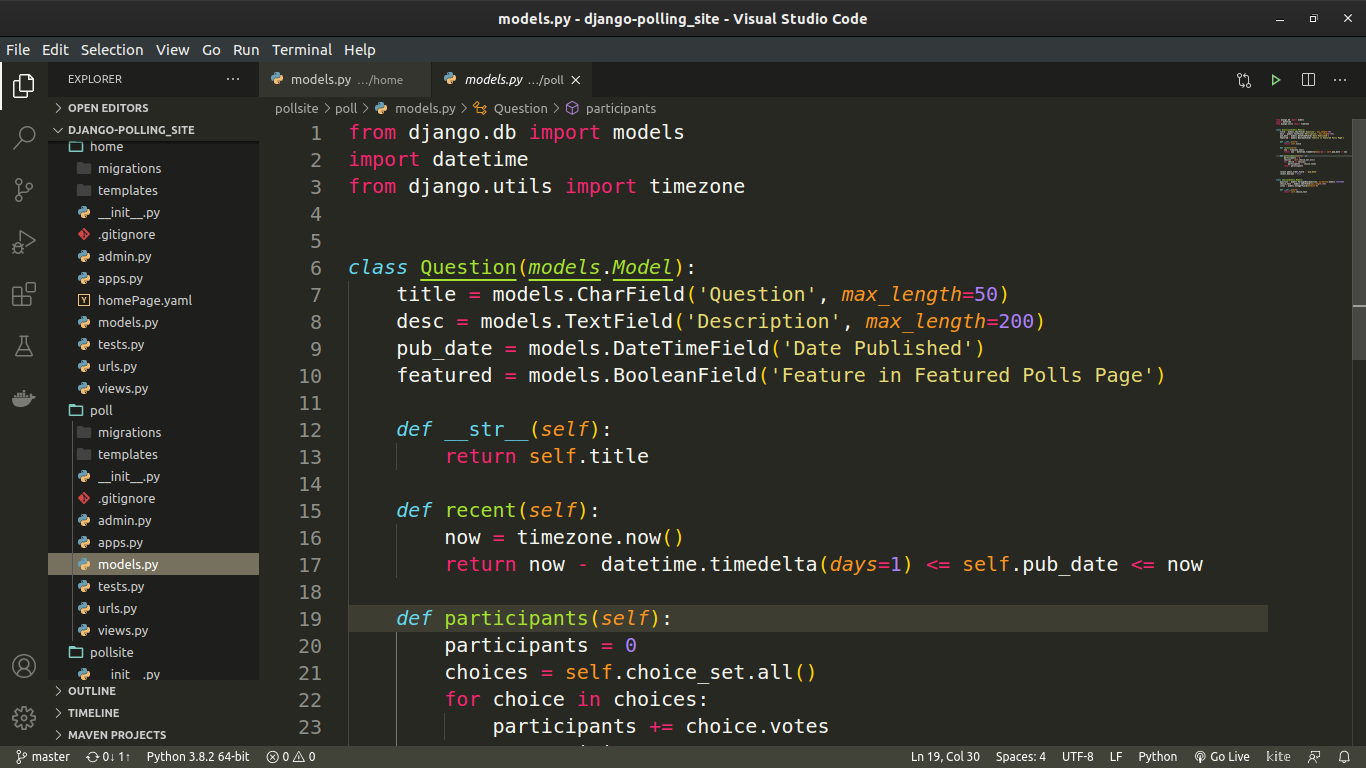 models.py - django-polling_site - Visual Studio Code
File Edit Selection View Go Run Terminal Help
EXPLORER
models.py .../home
models.py .../poll
OPEN EDITORS
DJANGO-POLLING_SITE
home
migrations
templates
__init__.py
.gitignore
admin.py
apps.py
homePage.yaml
models.py
tests.py
urls.py
views.py
poll
migrations
templates
__init__.py
.gitignore
admin.py
apps.py
models.py
tests.py
urls.py
views.py
pollsite
__init__.py
OUTLINE
TIMELINE
MAVEN PROJECTS
pollsite > poll > models.py > Question > participants
1 from django.db import models
2 import datetime
3 from django.utils import timezone
4
5
6 class Question(models.Model):
7     title = models.CharField('Question', max_length=50)
8     desc = models.TextField('Description', max_length=200)
9     pub_date = models.DateTimeField('Date Published')
10     featured = models.BooleanField('Feature in Featured Polls Page')
11
12     def __str__(self):
13         return self.title
14
15     def recent(self):
16         now = timezone.now()
17         return now - datetime.timedelta(days=1) <= self.pub_date <= now
18
19     def participants(self):
20         participants = 0
21         choices = self.choice_set.all()
22         for choice in choices:
23             participants += choice.votes
master 0↓ 1↑ Python 3.8.2 64-bit 0 0 Ln 19, Col 30 Spaces: 4 UTF-8 LF Python Go Live kite